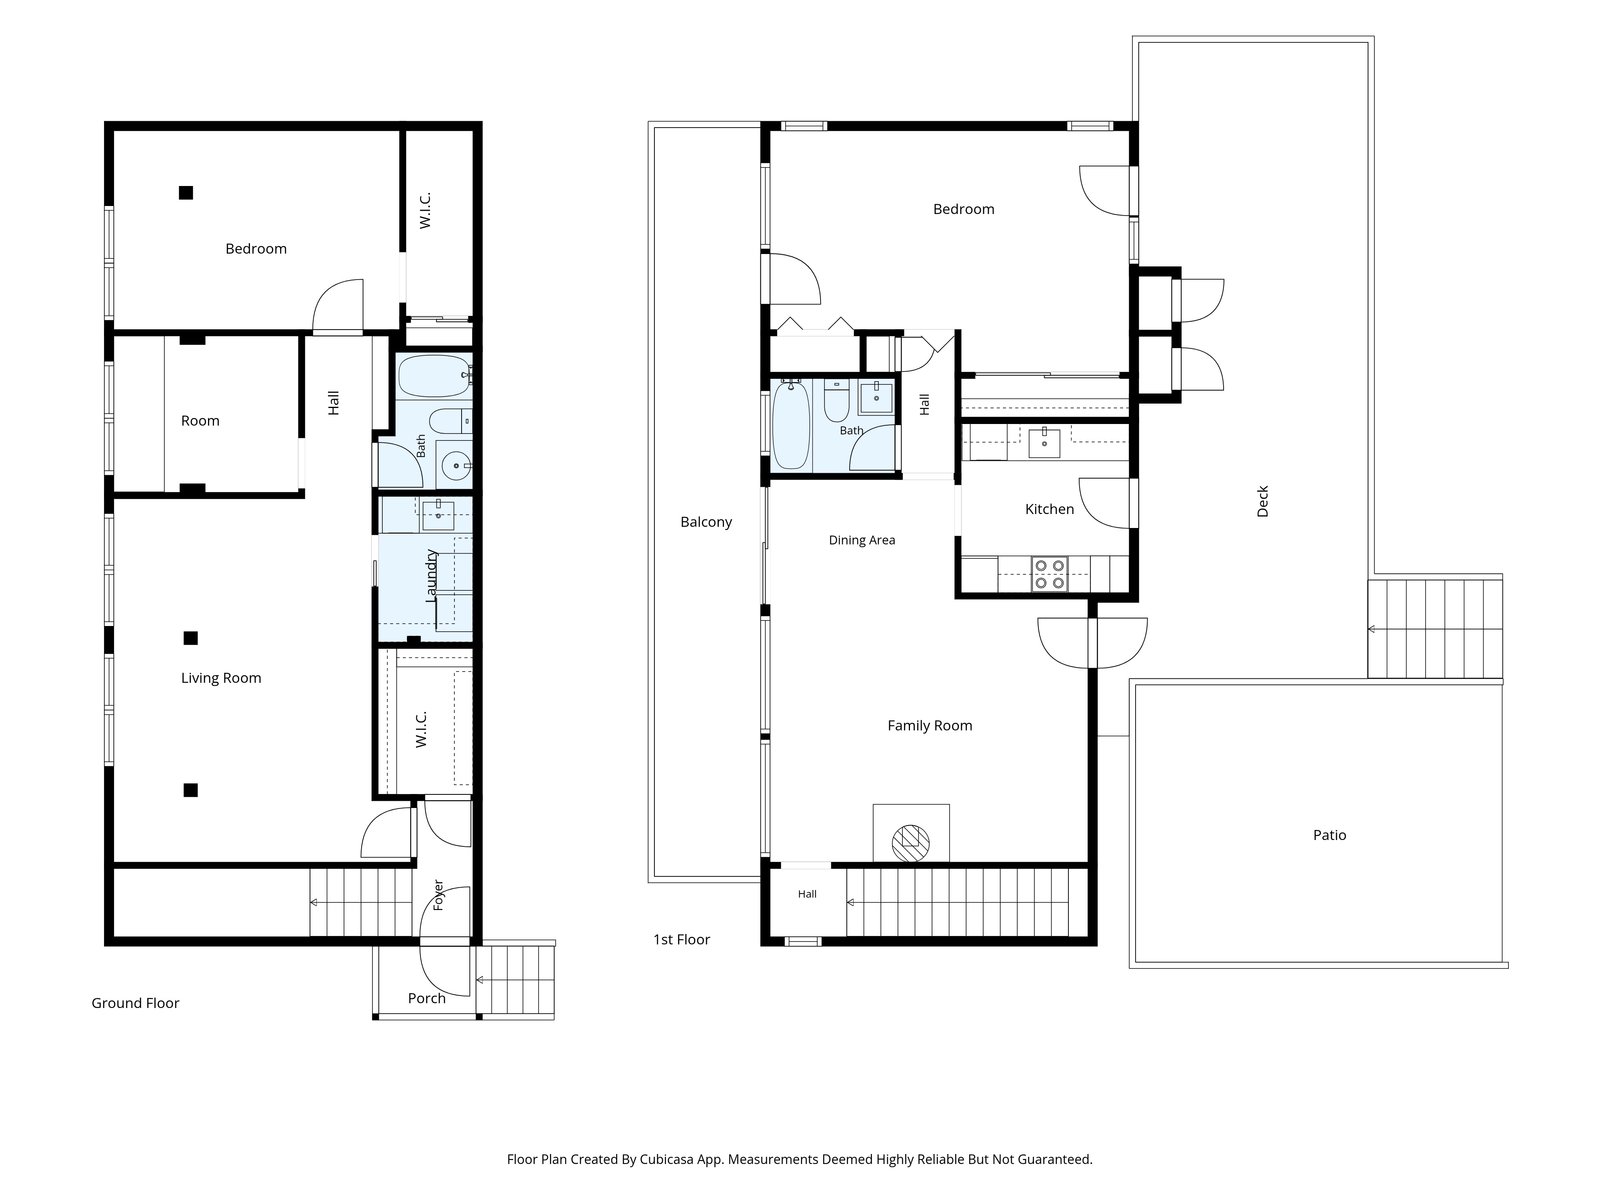 Bedroom
W.I.C.
Room
Hall
Bath
Laundry
Living Room
W.I.C.
Foyer
Porch
Ground Floor
Bedroom
Hall
Bath
Balcony
Dining Area
Kitchen
Deck
Family Room
Patio
Hall
1st Floor
Floor Plan Created By Cubicasa App. Measurements Deemed Highly Reliable But Not Guaranteed.